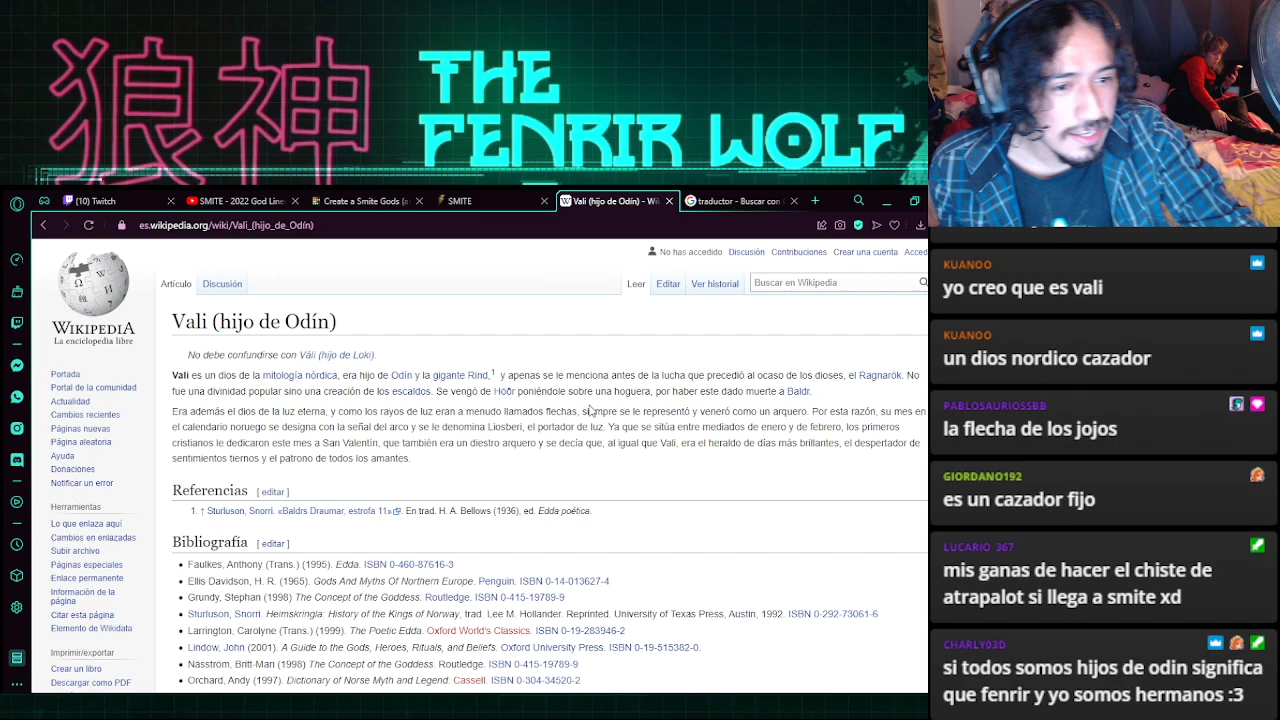 狼神
THE
FENRIR WOLF
(10) Twitch
SMITE - 2022 God Line
Create a Smite Gods (a
SMITE
Vali (hijo de Odín) - Wi
traductor - Buscar con
es.wikipedia.org/wiki/Vali_(hijo_de_Odín)
No has accedido Discusión Contribuciones Crear una cuenta Acced
Artículo Discusión Leer Editar Ver historial Buscar en Wikipedia
WIKIPEDIA
La enciclopedia libre
Portada
Portal de la comunidad
Actualidad
Cambios recientes
Páginas nuevas
Página aleatoria
Ayuda
Donaciones
Notificar un error
Herramientas
Lo que enlaza aquí
Cambios en enlazadas
Subir archivo
Páginas especiales
Enlace permanente
Información de la
página
Citar esta página
Elemento de Wikidata
Imprimir/exportar
Crear un libro
Descargar como PDF
Vali (hijo de Odín)
No debe confundirse con Váli (hijo de Loki).
Vali es un dios de la mitología nórdica, era hijo de Odín y la gigante Rind,1 y apenas se le menciona antes de la lucha que precedió al ocaso de los dioses, el Ragnarök. No
fue una divinidad popular sino una creación de los escaldos. Se vengó de Höðr poniéndole sobre una hoguera, por haber este dado muerte a Baldr.
Era además el dios de la luz eterna, y como los rayos de luz eran a menudo llamados flechas, siempre se le representó y veneró como un arquero. Por esta razón, su mes en
el calendario noruego se designa con la señal del arco y se le denomina Liosberi, el portador de luz. Ya que se sitúa entre mediados de enero y de febrero, los primeros
cristianos le dedicaron este mes a San Valentín, que también era un diestro arquero y se decía que, al igual que Vali, era el heraldo de días más brillantes, el despertador de
sentimientos tiernos y el patrono de todos los amantes.
Referencias [ editar ]
1. ↑ Sturluson, Snorri. «Baldrs Draumar, estrofa 11». En trad. H. A. Bellows (1936), ed. Edda poética.
Bibliografía [ editar ]
Faulkes, Anthony (Trans.) (1995). Edda. ISBN 0-460-87616-3
Ellis Davidson, H. R. (1965). Gods And Myths Of Northern Europe. Penguin. ISBN 0-14-013627-4
Grundy, Stephan (1998) The Concept of the Goddess. Routledge. ISBN 0-415-19789-9
Sturluson, Snorri. Heimskringla: History of the Kings of Norway, trad. Lee M. Hollander. Reprinted. University of Texas Press, Austin, 1992. ISBN 0-292-73061-6
Larrington, Carolyne (Trans.) (1999). The Poetic Edda. Oxford World's Classics. ISBN 0-19-283946-2
Lindow, John de to the Gods, Heroes, Rituals, and Beliefs. Oxford University Press. ISBN 0-19-515382-0.
Nasström, Britt-Mari (1998) The Concept of the Goddess. Routledge. ISBN 0-415-19789-9
Orchard, Andy (1997). Dictionary of Norse Myth and Legend. Cassell. ISBN 0-304-34520-2
KUANOO
yo creo que es vali
KUANOO
un dios nordico cazador
PABLOSAURIOSSBB
la flecha de los jojos
GIORDANO192
es un cazador fijo
LUCARIO_367
mis ganas de hacer el chiste de
atrapalot si llega a smite xd
CHARLY03D
si todos somos hijos de odin significa
que fenrir y yo somos hermanos :3